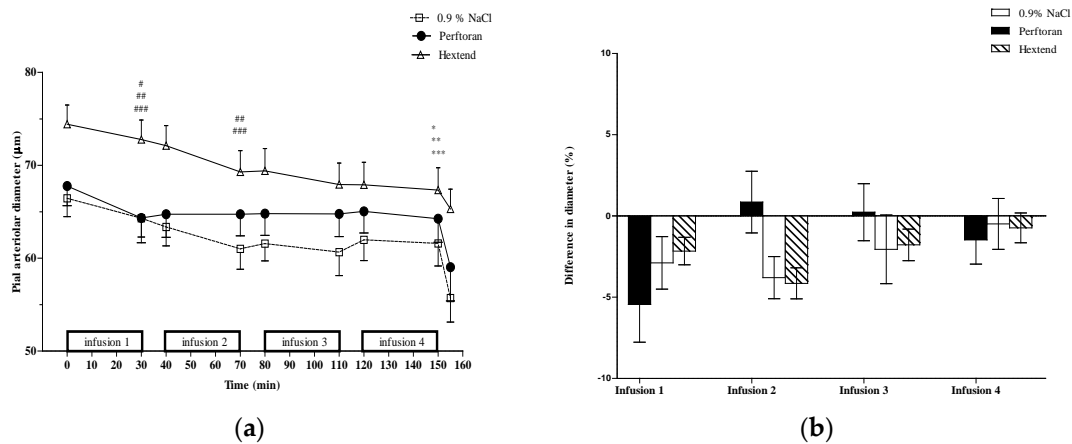 0.9 % NaCl
Perftoran
Hextend
Pial arteriolar diameter (μm)
80
70
60
50
#
##
###
##
###
*
**
***
infusion 1
infusion 2
infusion 3
infusion 4
0 10 20 30 40 50 60 70 80 90 100 110 120 130 140 150 160
Time (min)
(a)
0.9% NaCl
Perftoran
Hextend
Difference in diameter (%)
10
5
0
-5
-10
Infusion 1
Infusion 2
Infusion 3
Infusion 4
(b)